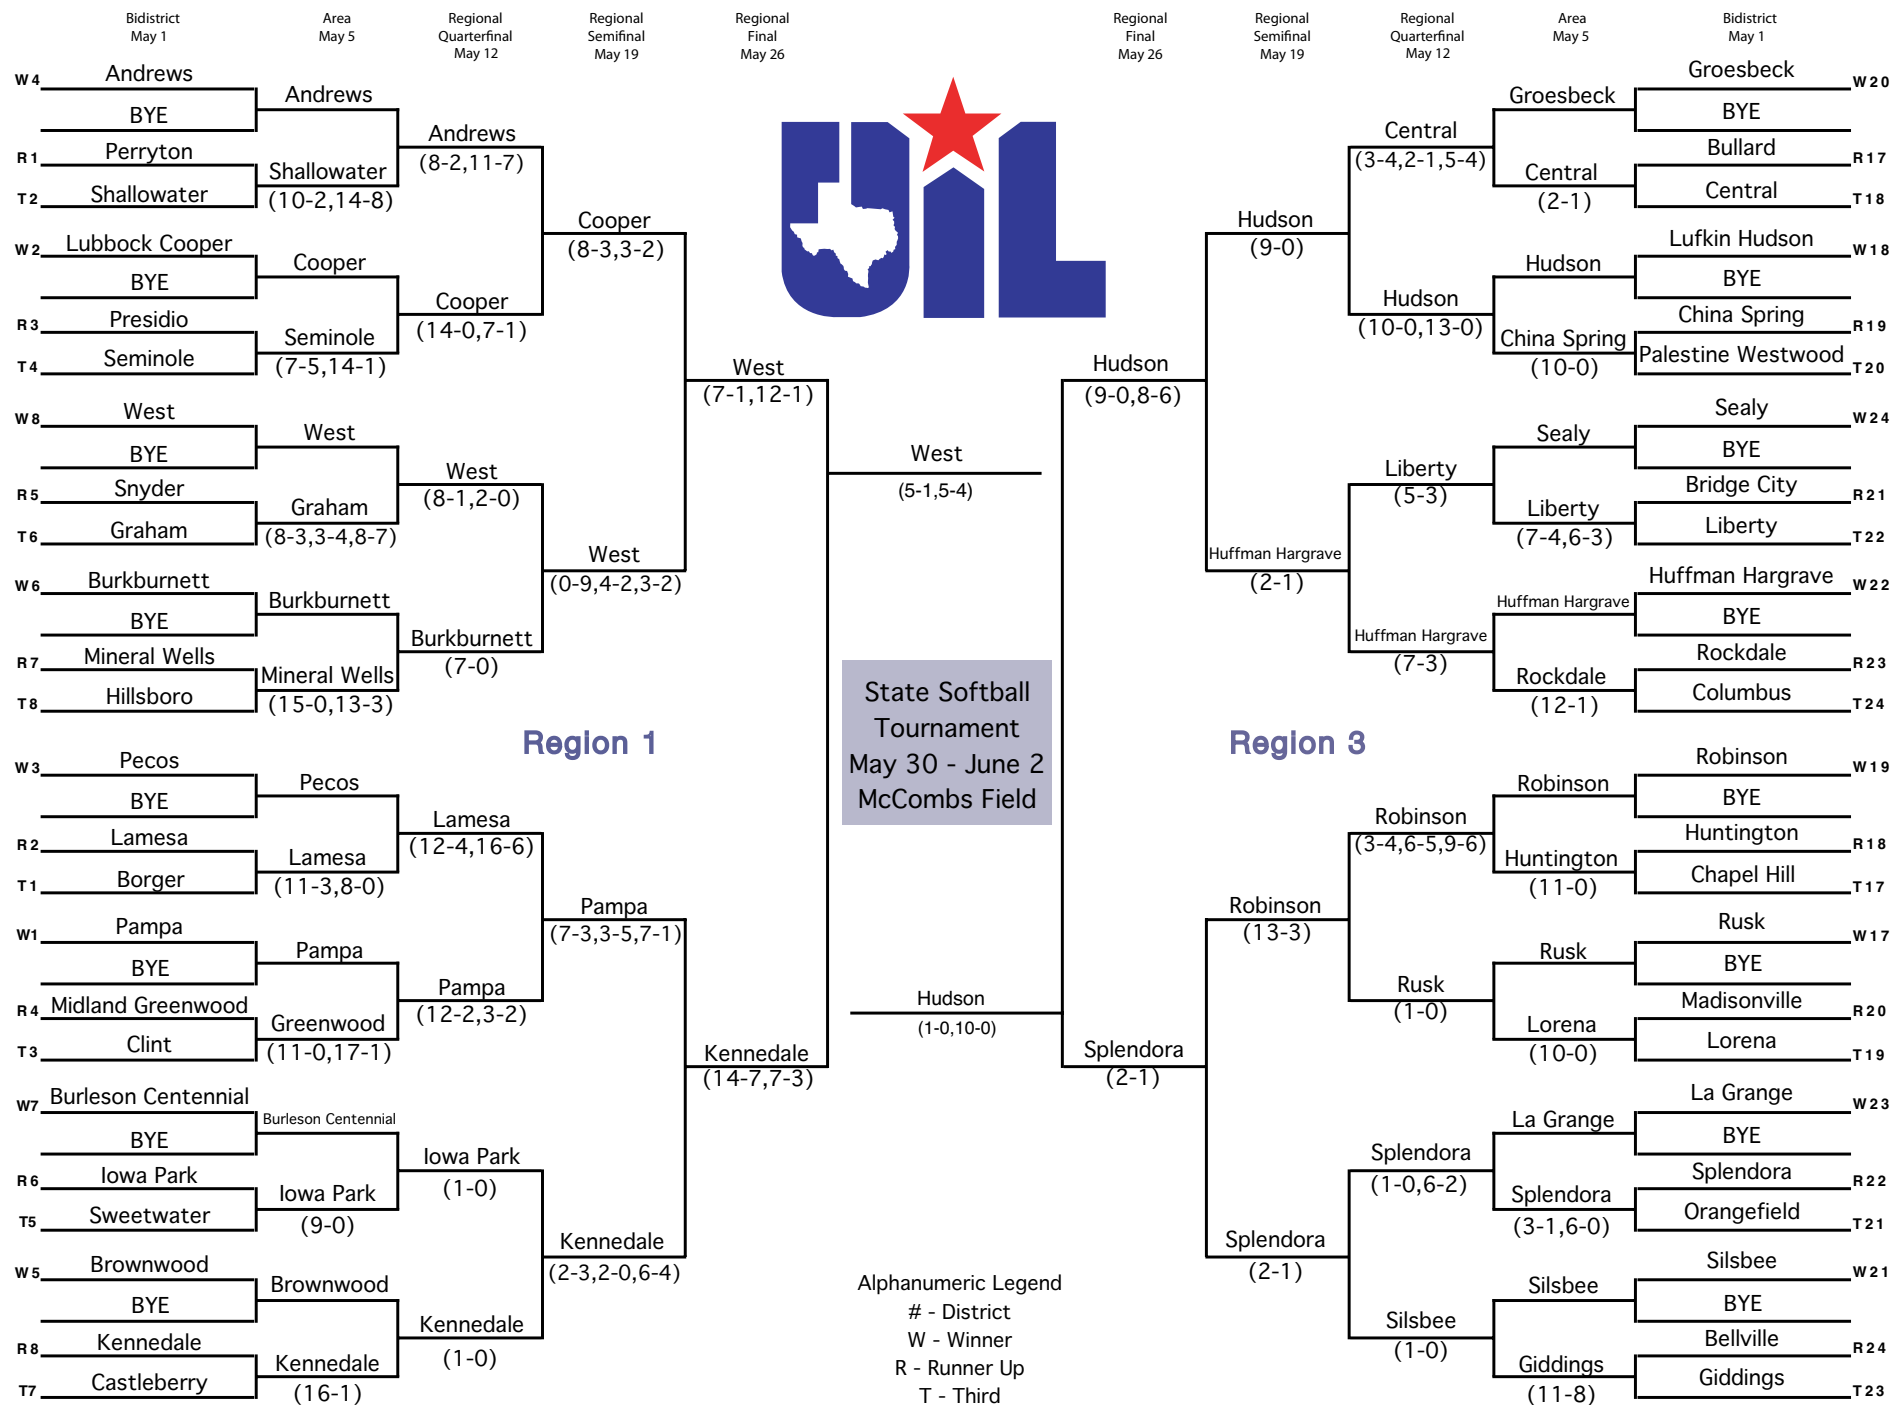 Bidistrict
May 1
Area
May 5
Regional
Quarterfinal
May 12
Regional
Semifinal
May 19
Regional
Final
May 26
Regional
Final
May 26
Regional
Semifinal
May 19
Regional
Quarterfinal
May 12
Area
May 5
Bidistrict
May 1
W4 Andrews
BYE
R1 Perryton
T2 Shallowater
W2 Lubbock Cooper
BYE
R3 Presidio
T4 Seminole
W8 West
BYE
R5 Snyder
T6 Graham
W6 Burkburnett
BYE
R7 Mineral Wells
T8 Hillsboro
W3 Pecos
BYE
R2 Lamesa
T1 Borger
W1 Pampa
BYE
R4 Midland Greenwood
T3 Clint
W7 Burleson Centennial
BYE
R6 Iowa Park
T5 Sweetwater
W5 Brownwood
BYE
R8 Kennedale
T7 Castleberry
Andrews
Shallowater
(10-2,14-8)
Cooper
Seminole
(7-5,14-1)
West
Graham
(8-3,3-4,8-7)
Burkburnett
Mineral Wells
(15-0,13-3)
Pecos
Lamesa
(11-3,8-0)
Pampa
Greenwood
(11-0,17-1)
Burleson Centennial
Iowa Park
(9-0)
Brownwood
Kennedale
(16-1)
Andrews
(8-2,11-7)
Cooper
(14-0,7-1)
West
(8-1,2-0)
Burkburnett
(7-0)
Lamesa
(12-4,16-6)
Pampa
(12-2,3-2)
Iowa Park
(1-0)
Kennedale
(1-0)
Cooper
(8-3,3-2)
West
(0-9,4-2,3-2)
Pampa
(7-3,3-5,7-1)
Kennedale
(2-3,2-0,6-4)
West
(7-1,12-1)
Kennedale
(14-7,7-3)
Region 1
UIL
West
(5-1,5-4)
State Softball
Tournament
May 30 - June 2
McCombs Field
Hudson
(1-0,10-0)
Alphanumeric Legend
# - District
W - Winner
R - Runner Up
T - Third
Hudson
(9-0,8-6)
Splendora
(2-1)
Region 3
Hudson
(9-0)
Huffman Hargrave
(2-1)
Robinson
(13-3)
Splendora
(2-1)
Central
(3-4,2-1,5-4)
Hudson
(10-0,13-0)
Liberty
(5-3)
Huffman Hargrave
(7-3)
Robinson
(3-4,6-5,9-6)
Rusk
(1-0)
Splendora
(1-0,6-2)
Silsbee
(1-0)
Groesbeck
Central
(2-1)
Hudson
China Spring
(10-0)
Sealy
Liberty
(7-4,6-3)
Huffman Hargrave
Rockdale
(12-1)
Robinson
Huntington
(11-0)
Rusk
Lorena
(10-0)
La Grange
Splendora
(3-1,6-0)
Silsbee
Giddings
(11-8)
Groesbeck W20
BYE
Bullard R17
Central T18
Lufkin Hudson W18
BYE
China Spring R19
Palestine Westwood T20
Sealy W24
BYE
Bridge City R21
Liberty T22
Huffman Hargrave W22
BYE
Rockdale R23
Columbus T24
Robinson W19
BYE
Huntington R18
Chapel Hill T17
Rusk W17
BYE
Madisonville R20
Lorena T19
La Grange W23
BYE
Splendora R22
Orangefield T21
Silsbee W21
BYE
Bellville R24
Giddings T23